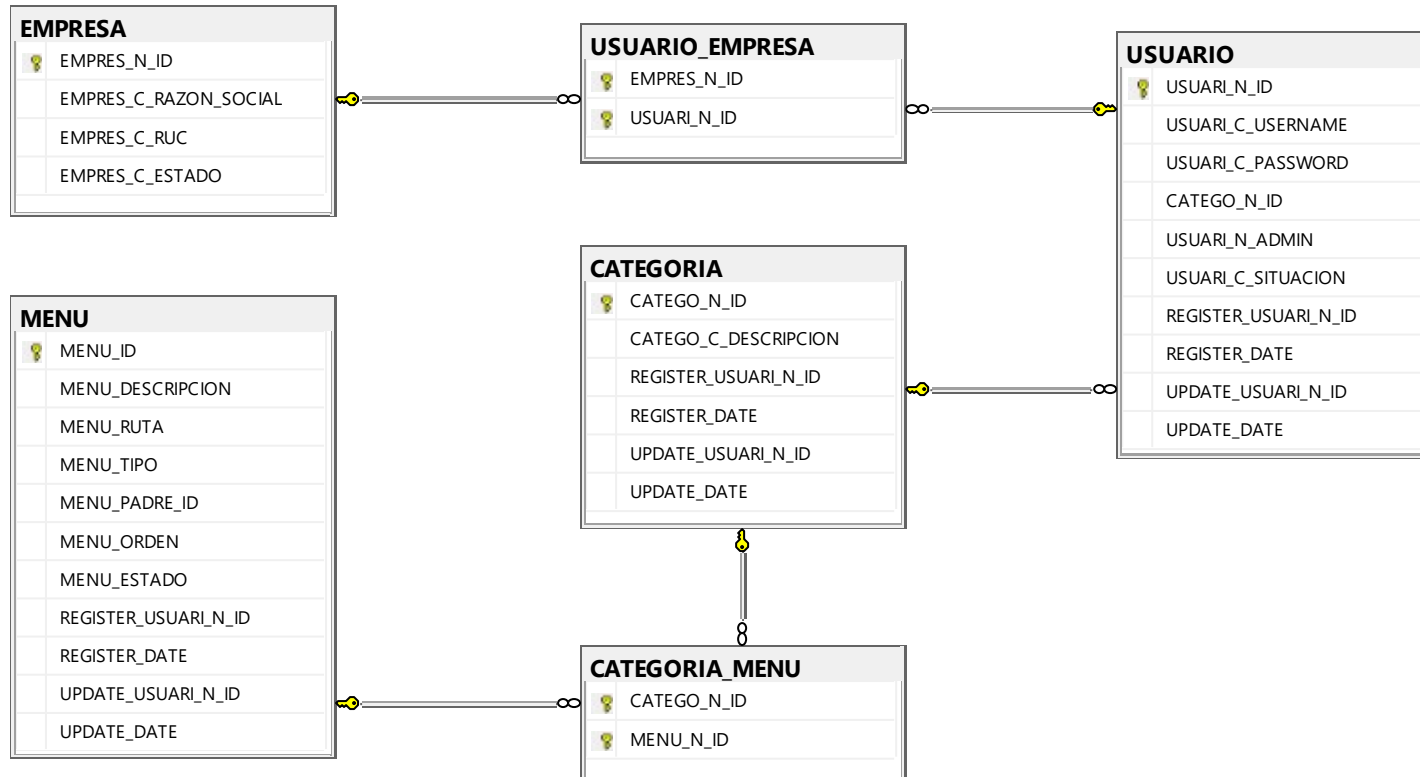 EMPRESA
EMPRES_N_ID
EMPRES_C_RAZON_SOCIAL
EMPRES_C_RUC
EMPRES_C_ESTADO
USUARIO_EMPRESA
EMPRES_N_ID
USUARI_N_ID
USUARIO
USUARI_N_ID
USUARI_C_USERNAME
USUARI_C_PASSWORD
CATEGO_N_ID
USUARI_N_ADMIN
USUARI_C_SITUACION
REGISTER_USUARI_N_ID
REGISTER_DATE
UPDATE_USUARI_N_ID
UPDATE_DATE
CATEGORIA
CATEGO_N_ID
CATEGO_C_DESCRIPCION
REGISTER_USUARI_N_ID
REGISTER_DATE
UPDATE_USUARI_N_ID
UPDATE_DATE
MENU
MENU_ID
MENU_DESCRIPCION
MENU_RUTA
MENU_TIPO
MENU_PADRE_ID
MENU_ORDEN
MENU_ESTADO
REGISTER_USUARI_N_ID
REGISTER_DATE
UPDATE_USUARI_N_ID
UPDATE_DATE
CATEGORIA_MENU
CATEGO_N_ID
MENU_N_ID